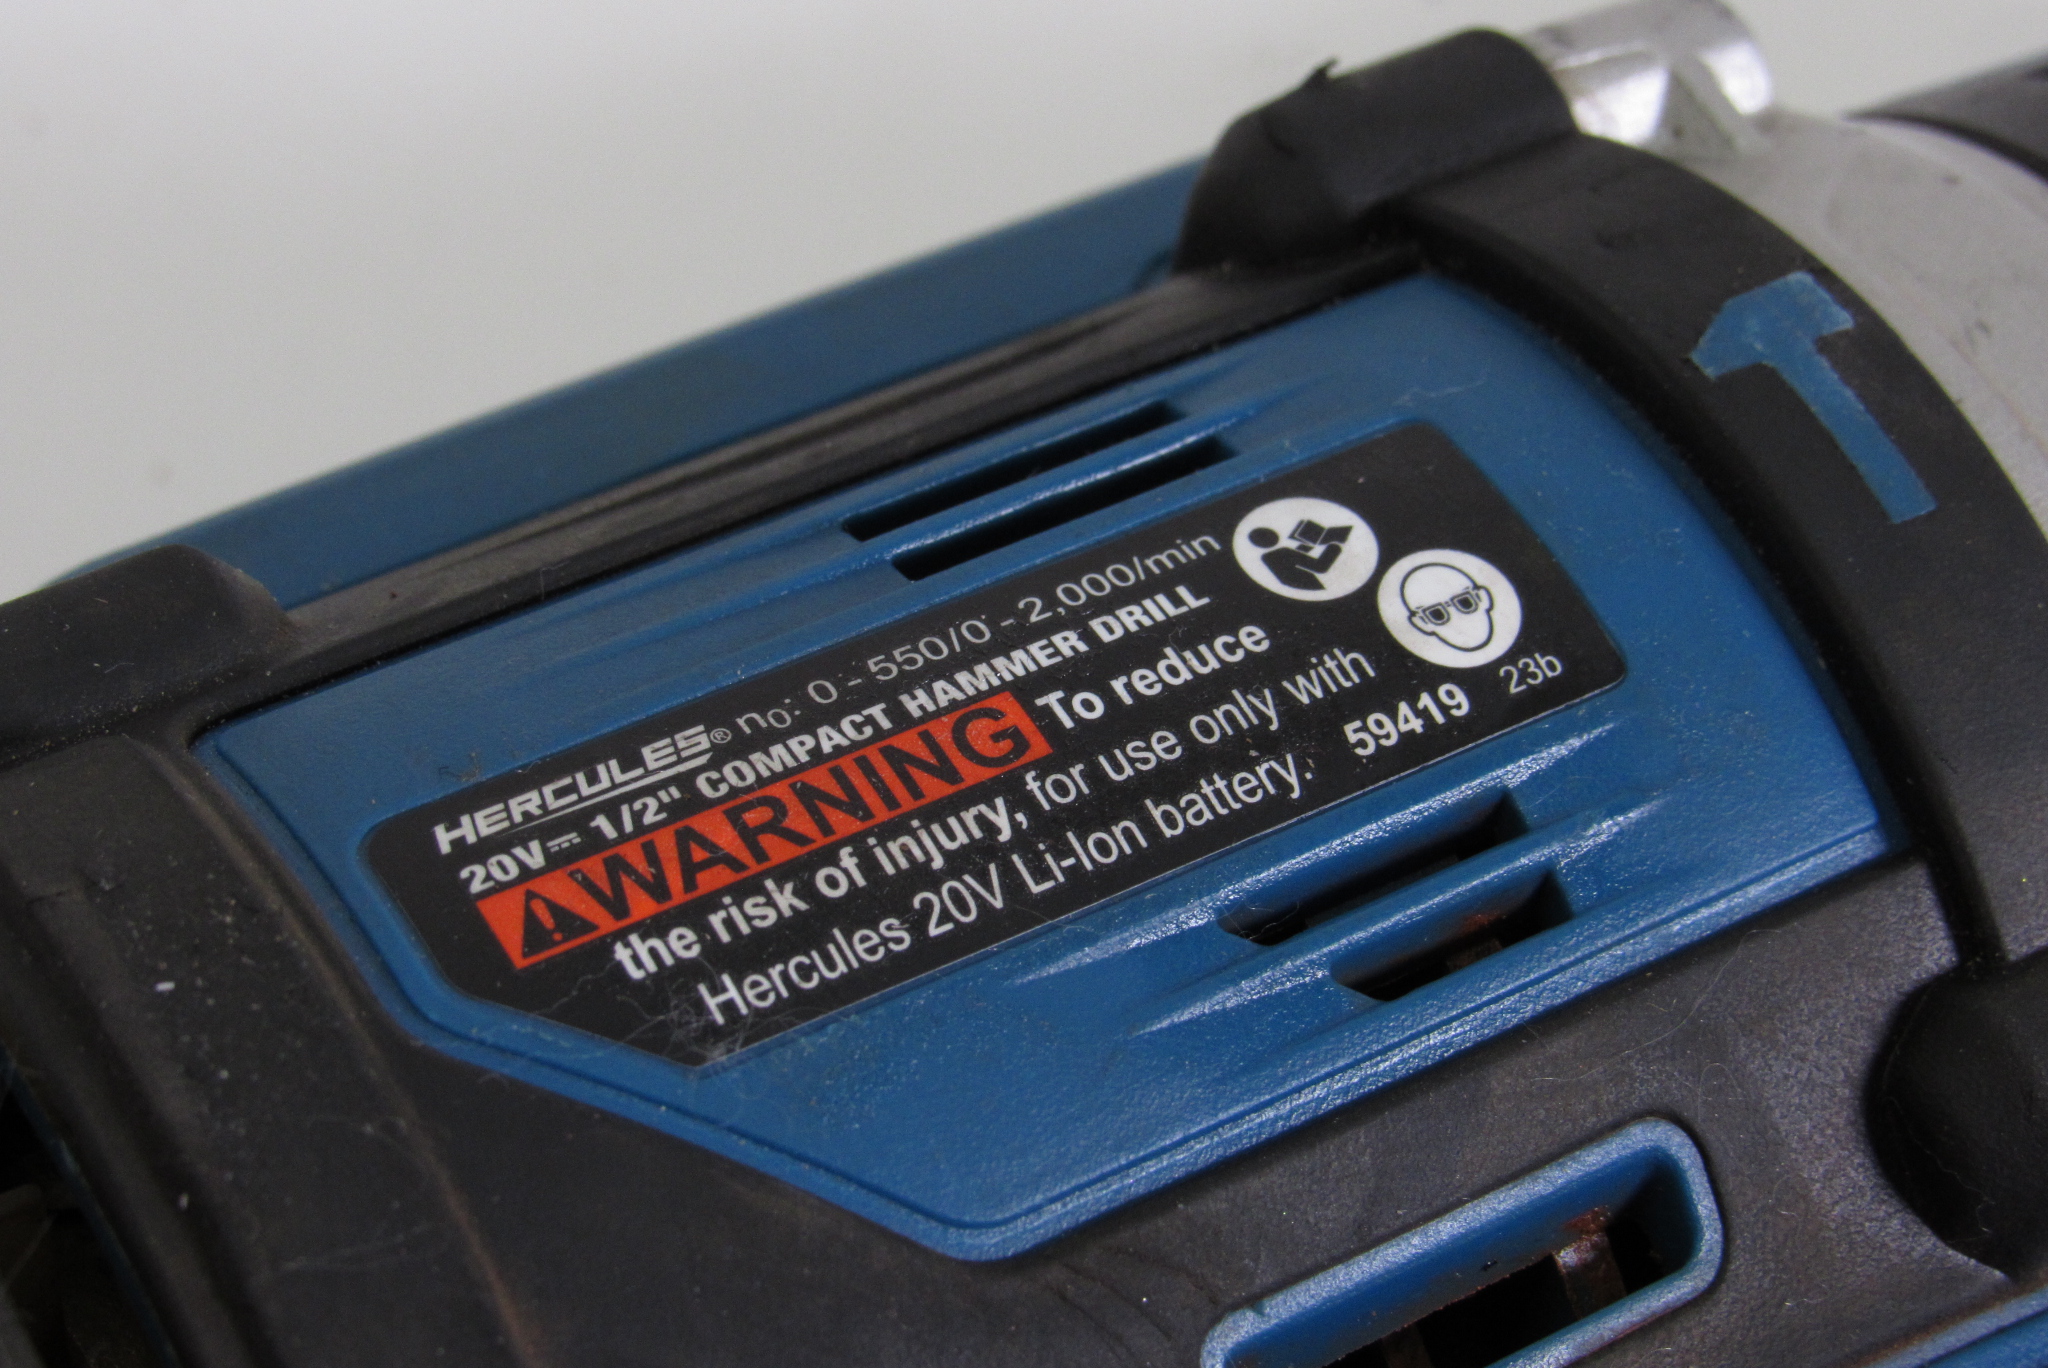 HERCULES® n₀: 0 - 550/0 - 2,000/min
20V⎓ 1/2" COMPACT HAMMER DRILL
⚠WARNING To reduce
the risk of injury, for use only with
Hercules 20V Li-Ion battery. 59419 23b